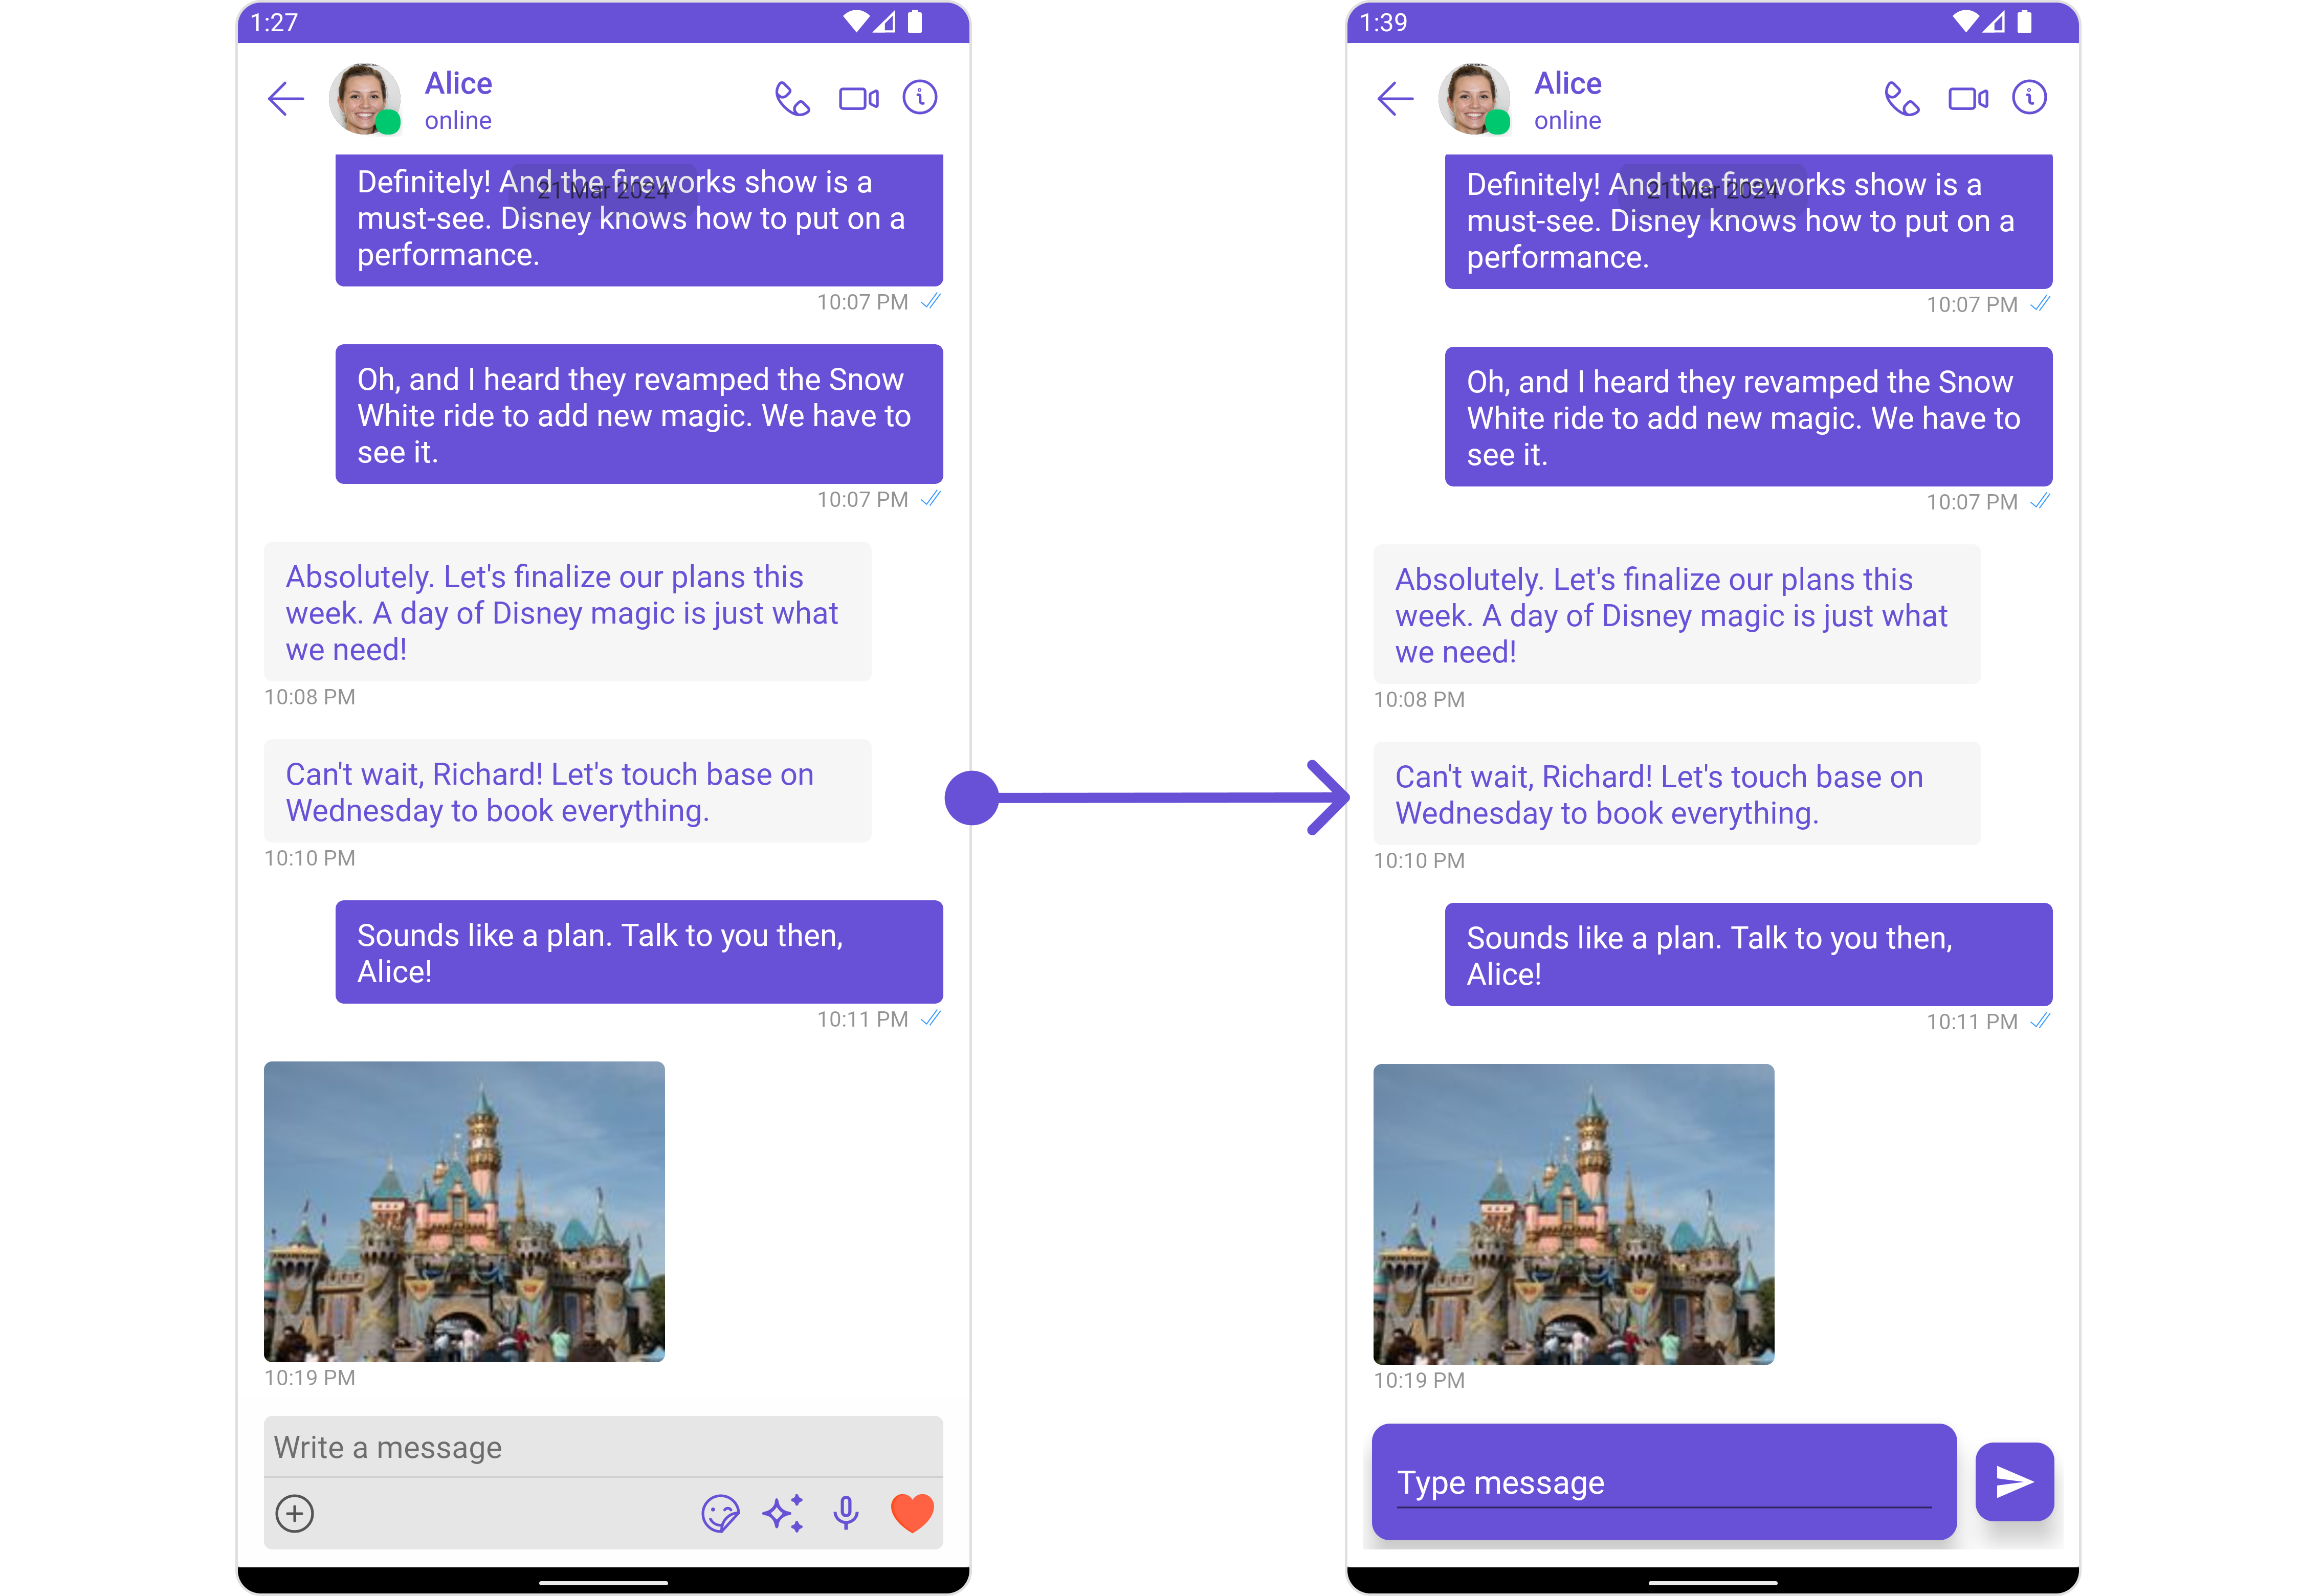 1:27
Alice
online
21 Mar 2024
Definitely! And the fireworks show is a
must-see. Disney knows how to put on a
performance.
10:07 PM
Oh, and I heard they revamped the Snow
White ride to add new magic. We have to
see it.
10:07 PM
Absolutely. Let's finalize our plans this
week. A day of Disney magic is just what
we need!
10:08 PM
Can't wait, Richard! Let's touch base on
Wednesday to book everything.
10:10 PM
Sounds like a plan. Talk to you then,
Alice!
10:11 PM
10:19 PM
Write a message
1:39
Alice
online
21 Mar 2024
Definitely! And the fireworks show is a
must-see. Disney knows how to put on a
performance.
10:07 PM
Oh, and I heard they revamped the Snow
White ride to add new magic. We have to
see it.
10:07 PM
Absolutely. Let's finalize our plans this
week. A day of Disney magic is just what
we need!
10:08 PM
Can't wait, Richard! Let's touch base on
Wednesday to book everything.
10:10 PM
Sounds like a plan. Talk to you then,
Alice!
10:11 PM
10:19 PM
Type message